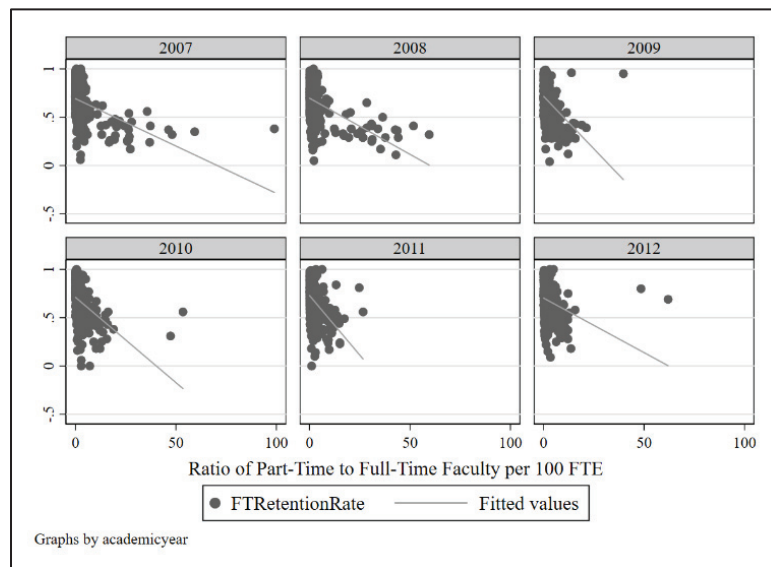 2007 2008 2009
1
.5
0
-.5
2010 2011 2012
1
.5
0
-.5
0 50 100 0 50 100 0 50 100
Ratio of Part-Time to Full-Time Faculty per 100 FTE
FTRetentionRate Fitted values
Graphs by academicyear